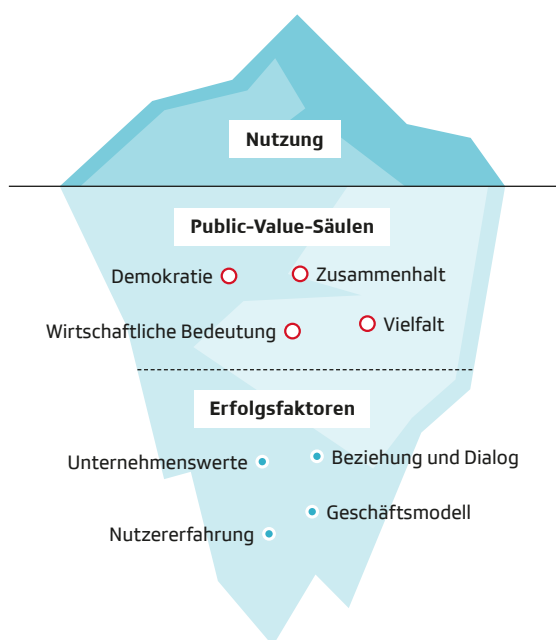 Nutzung
Public-Value-Säulen
Demokratie
Zusammenhalt
Wirtschaftliche Bedeutung
Vielfalt
Erfolgsfaktoren
Unternehmenswerte
Beziehung und Dialog
Geschäftsmodell
Nutzererfahrung